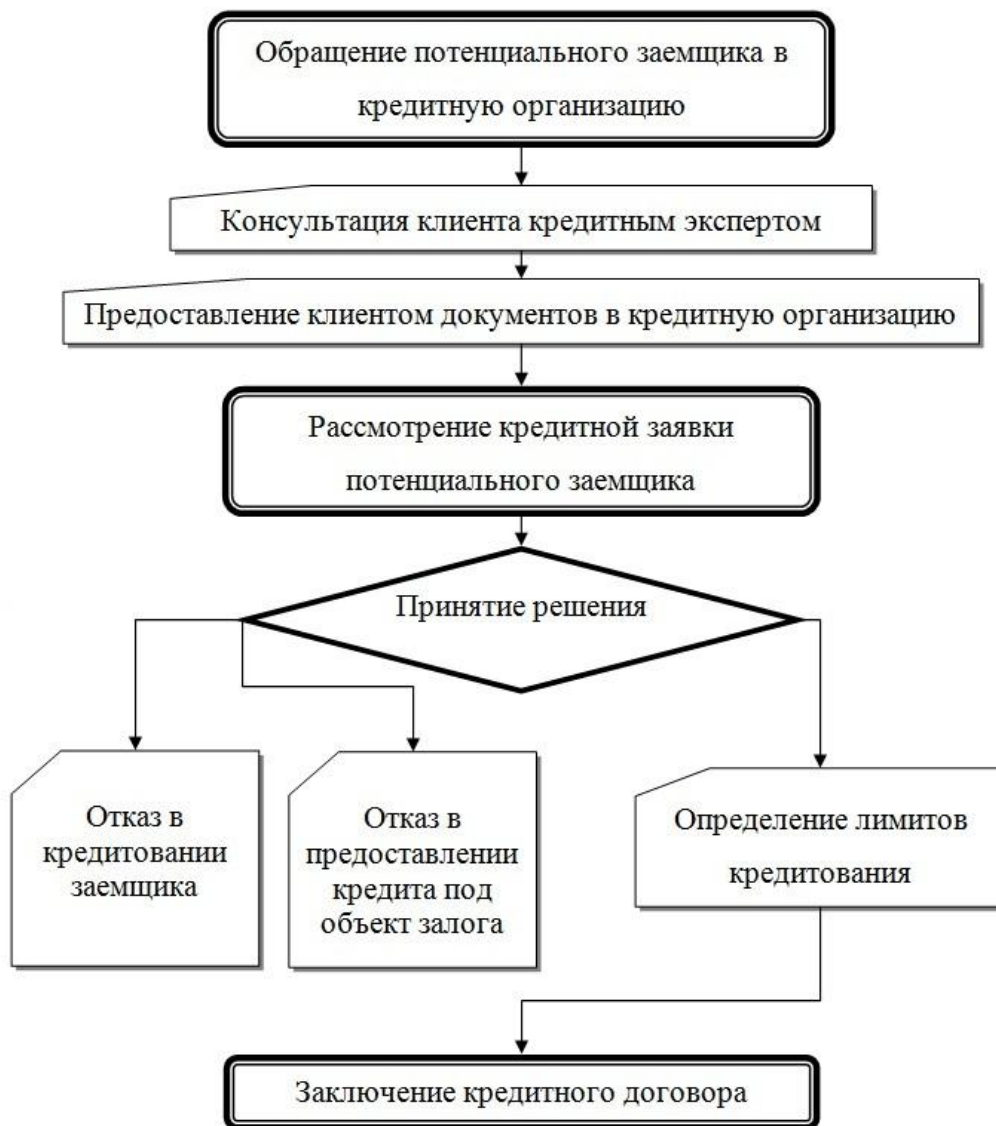 Обращение потенциального заемщика в
кредитную организацию
Консультация клиента кредитным экспертом
Предоставление клиентом документов в кредитную организацию
Рассмотрение кредитной заявки
потенциального заемщика
Принятие решения
Отказ в
кредитовании
заемщика
Отказ в
предоставлении
кредита под
объект залога
Определение лимитов
кредитования
Заключение кредитного договора